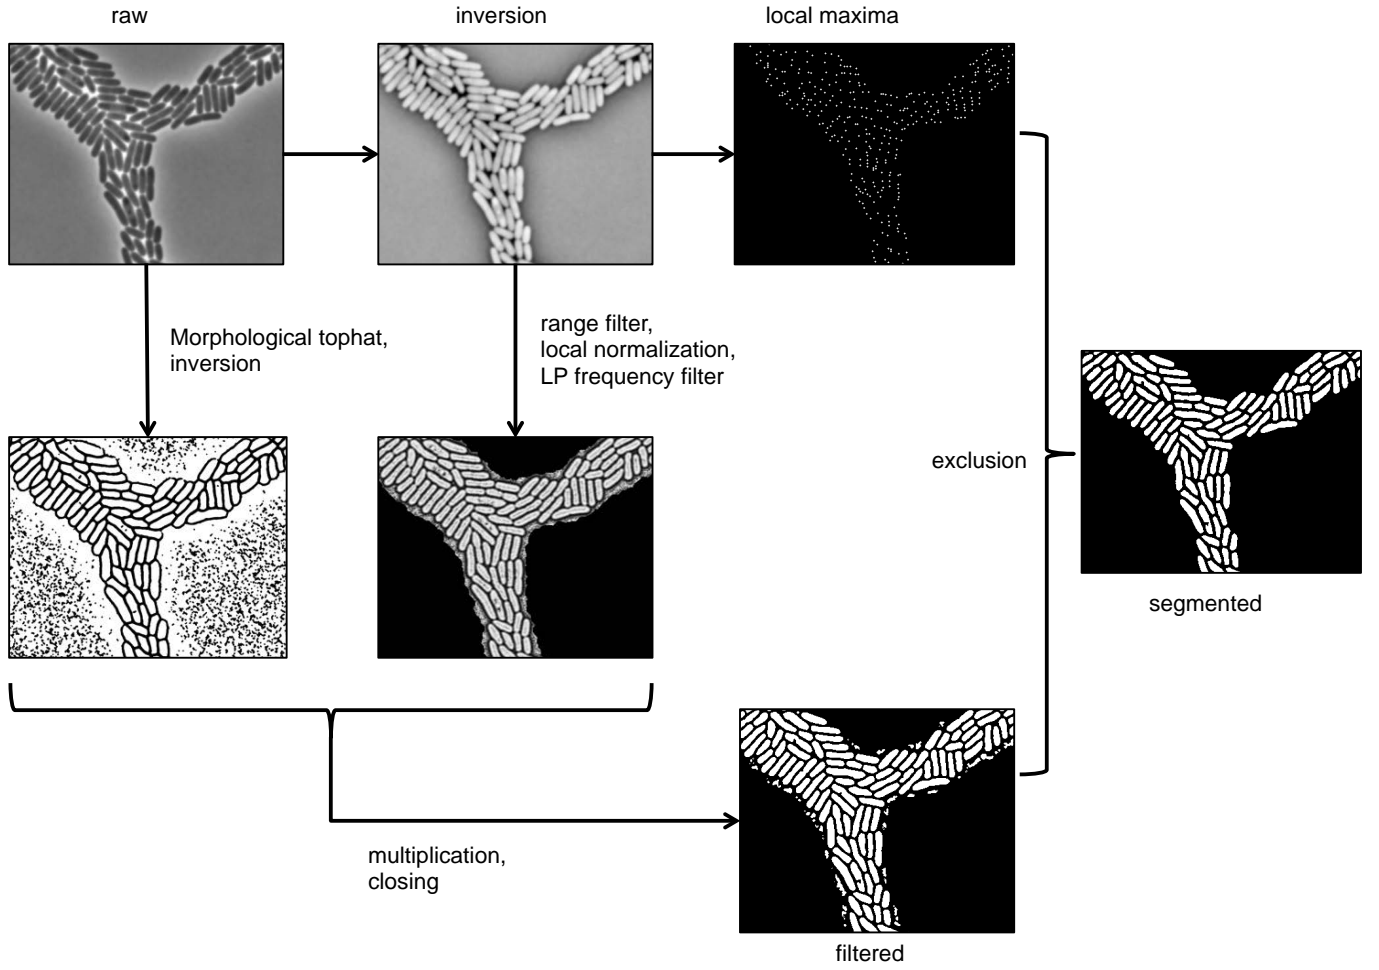 raw
inversion
local maxima
Morphological tophat,
inversion
range filter,
local normalization,
LP frequency filter
exclusion
segmented
multiplication,
closing
filtered